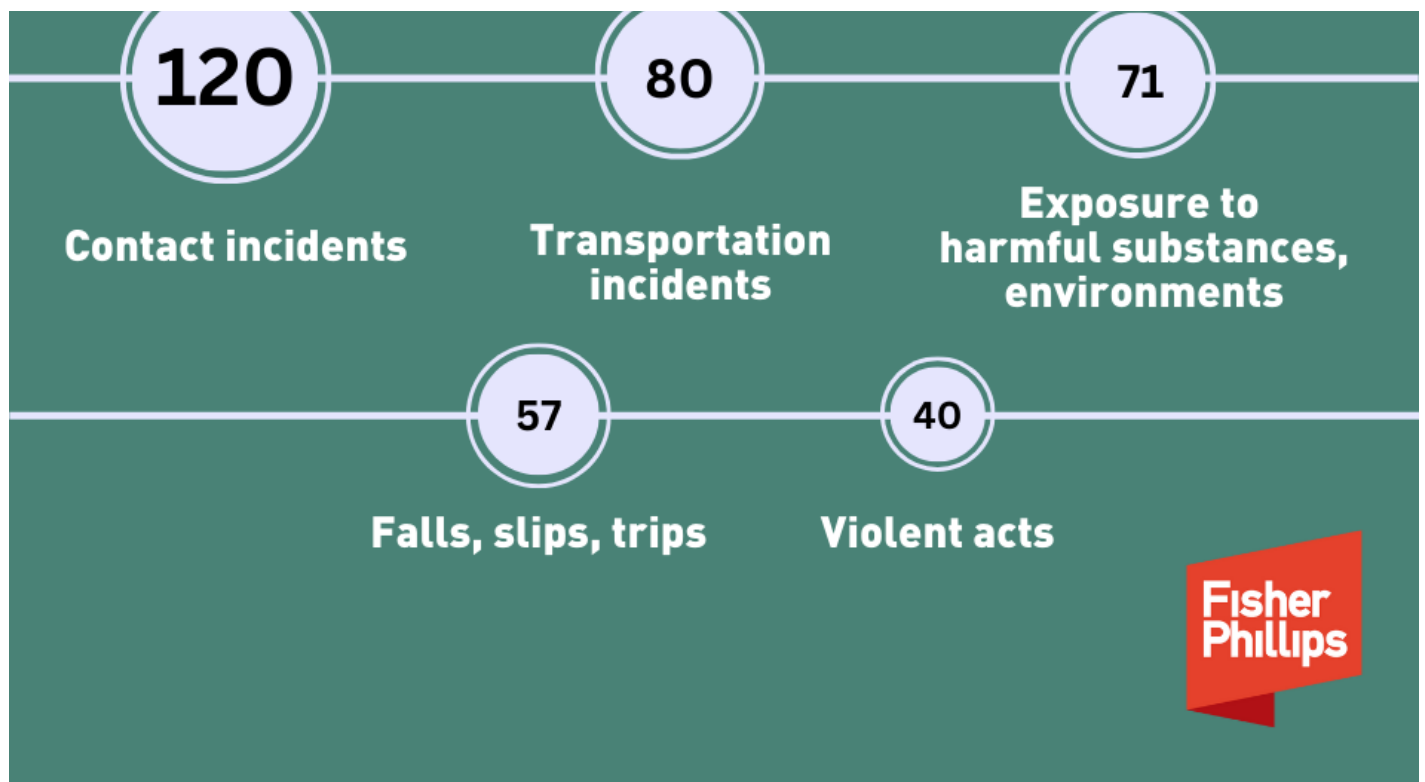 120
80
71
Contact incidents
Transportation
incidents
Exposure to
harmful substances,
environments
57
40
Falls, slips, trips
Violent acts
Fisher
Phillips